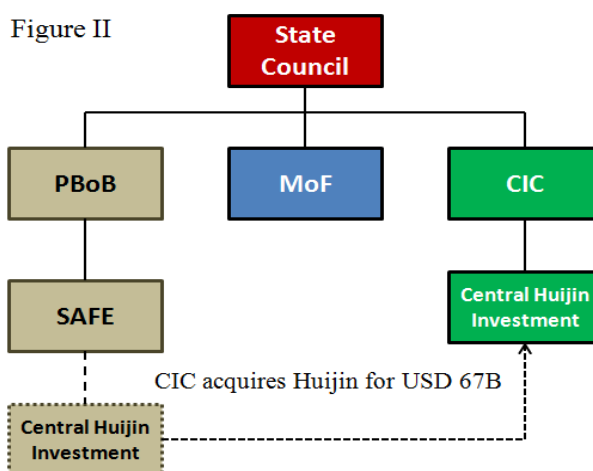 Figure II
State
Council
PBoB
MoF
CIC
SAFE
Central Huijin
Investment
CIC acquires Huijin for USD 67B
Central Huijin
Investment